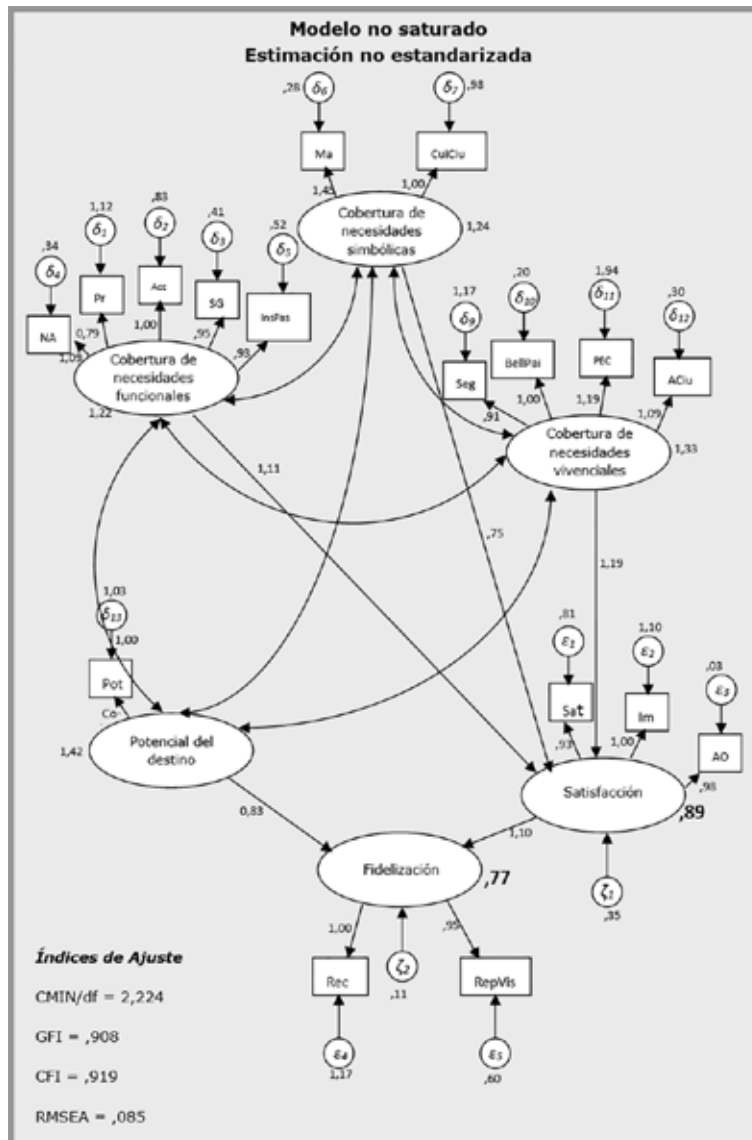 Modelo no saturado
Estimación no estandarizada
,28 δ6 δ7 ,98
Ma CulCiu
1,45 1,00
Cobertura de
necesidades
simbólicas
1,24
,34 δ4
1,12 δ1
,83 δ2
,41 δ3
,52 δ5
NA Pr Acc SG InsPas
0,79 1,00 ,95 ,93
Cobertura de
necesidades
funcionales
1,22
1,17 δ9
,20 δ10
1,94 δ11
,30 δ12
Seg BellPai PEC ACiu
,91 1,00 1,19 1,09
Cobertura de
necesidades
vivenciales
1,33
1,11
,75
1,19
1,03
δ13
1,00
Pot
Co-
Potencial del
destino
1,42
,81 ε1
1,10 ε2
,03 ε3
Sat Im AO
,93 1,00 ,98
Satisfacción
,89
ζ1
,35
0,83
1,10
Fidelización
,77
1,00 ,95
ζ2
,11
Rec RepVis
ε4
1,17
ε5
,60
Índices de Ajuste
CMIN/df = 2,224
GFI = ,908
CFI = ,919
RMSEA = ,085